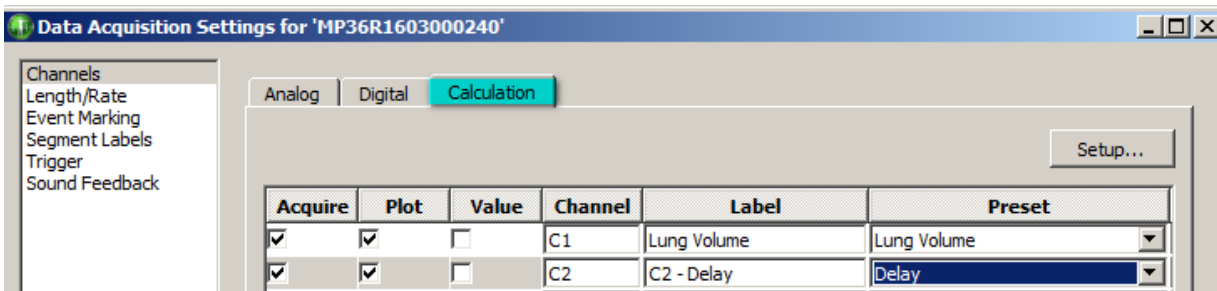 Data Acquisition Settings for 'MP36R1603000240'
Channels
Length/Rate
Event Marking
Segment Labels
Trigger
Sound Feedback
Analog Digital Calculation
Setup...
Acquire Plot Value Channel Label Preset
C1 Lung Volume Lung Volume
C2 C2 - Delay Delay